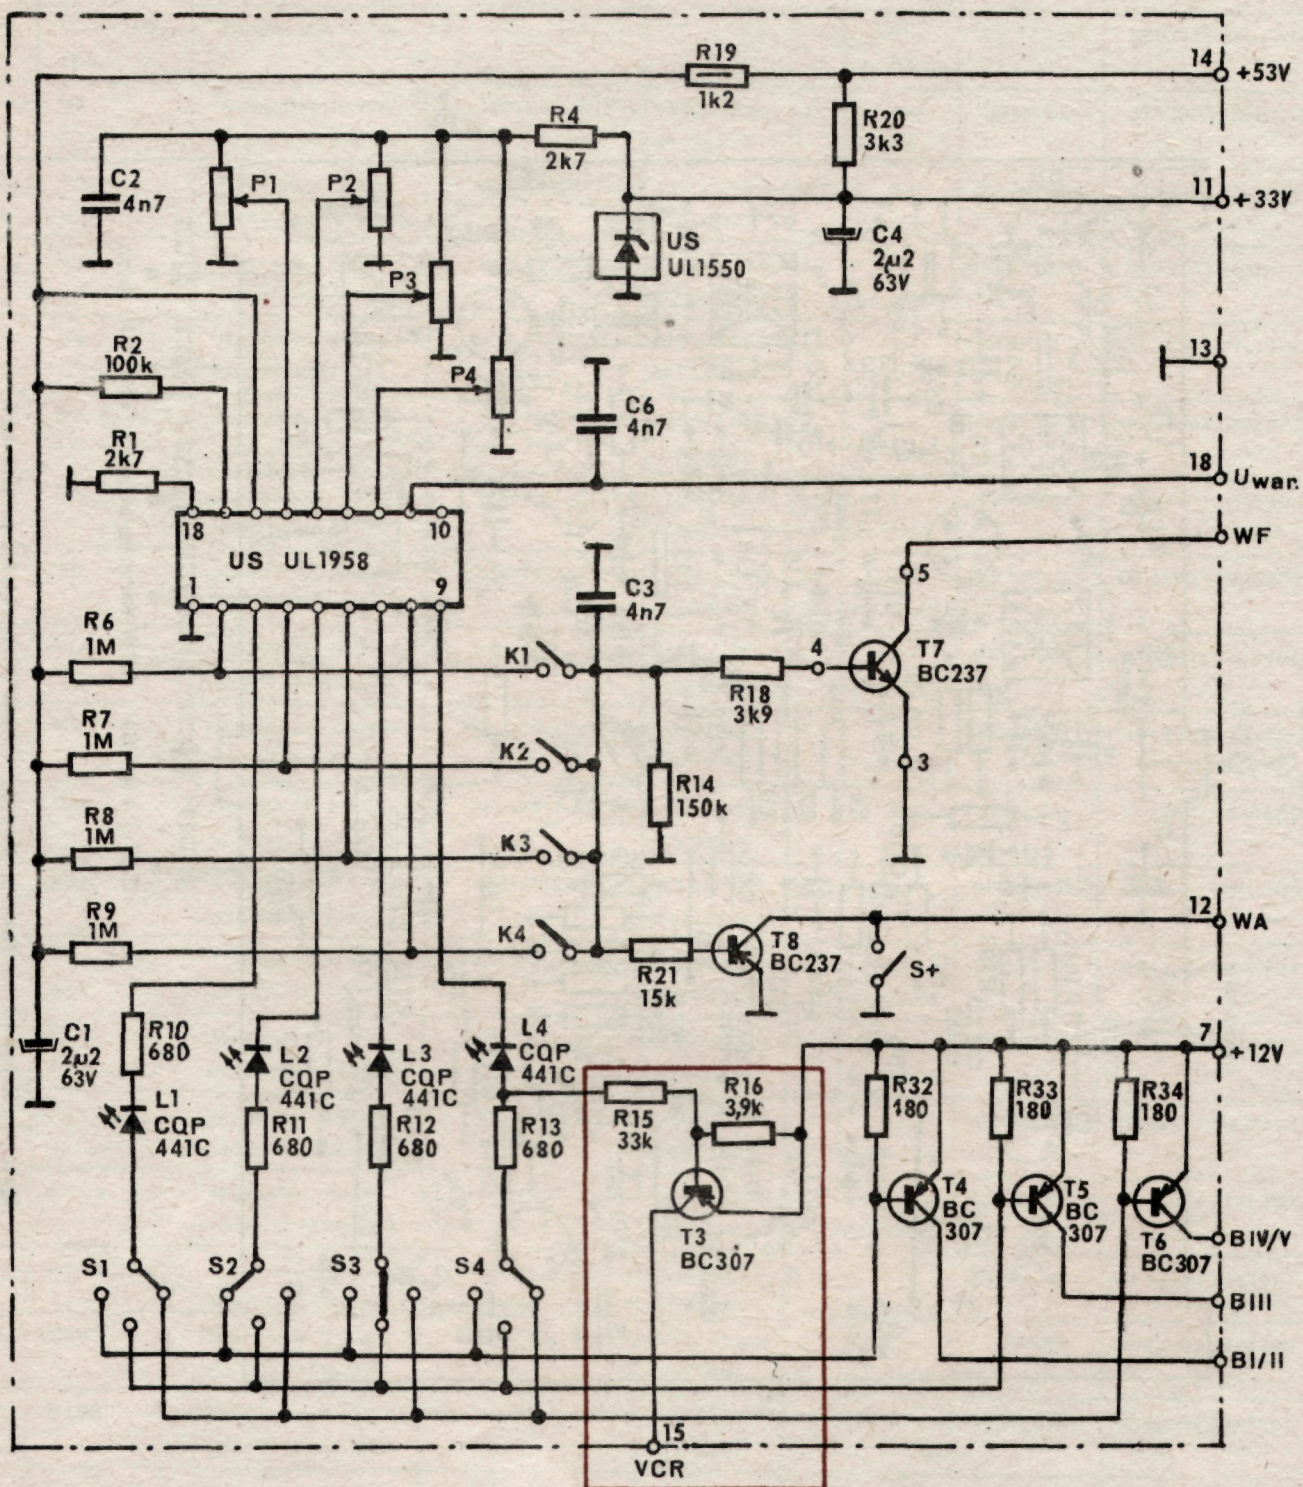 R19
1k2
14
+53V
R4
2k7
R20
3k3
C2
4n7
P1
P2
11
+33V
US
UL1550
C4
2µ2
63V
P3
R2
100k
13
P4
C6
4n7
R1
2k7
18
Uwar.
18
10
US UL1958
WF
1
9
C3
4n7
5
R6
1M
K1
4
T7
BC237
R18
3k9
R7
1M
K2
3
R14
150k
R8
1M
K3
R9
1M
K4
12
WA
T8
BC237
R21
15k
S+
C1
2µ2
63V
R10
680
L2
CQP
441C
L3
CQP
441C
L4
CQP
441C
7
+12V
L1
CQP
441C
R11
680
R12
680
R13
680
R15
33k
R16
3,9k
R32
180
R33
180
R34
180
T3
BC307
T4
BC
307
T5
BC
307
T6
BC307
BIV/V
S1
S2
S3
S4
BIII
BI/II
15
VCR